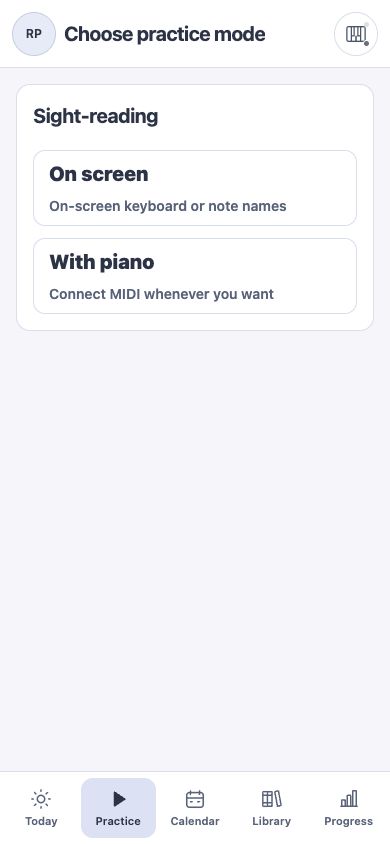 RP
Choose practice mode
Sight-reading
On screen
On-screen keyboard or note names
With piano
Connect MIDI whenever you want
Today
Practice
Calendar
Library
Progress